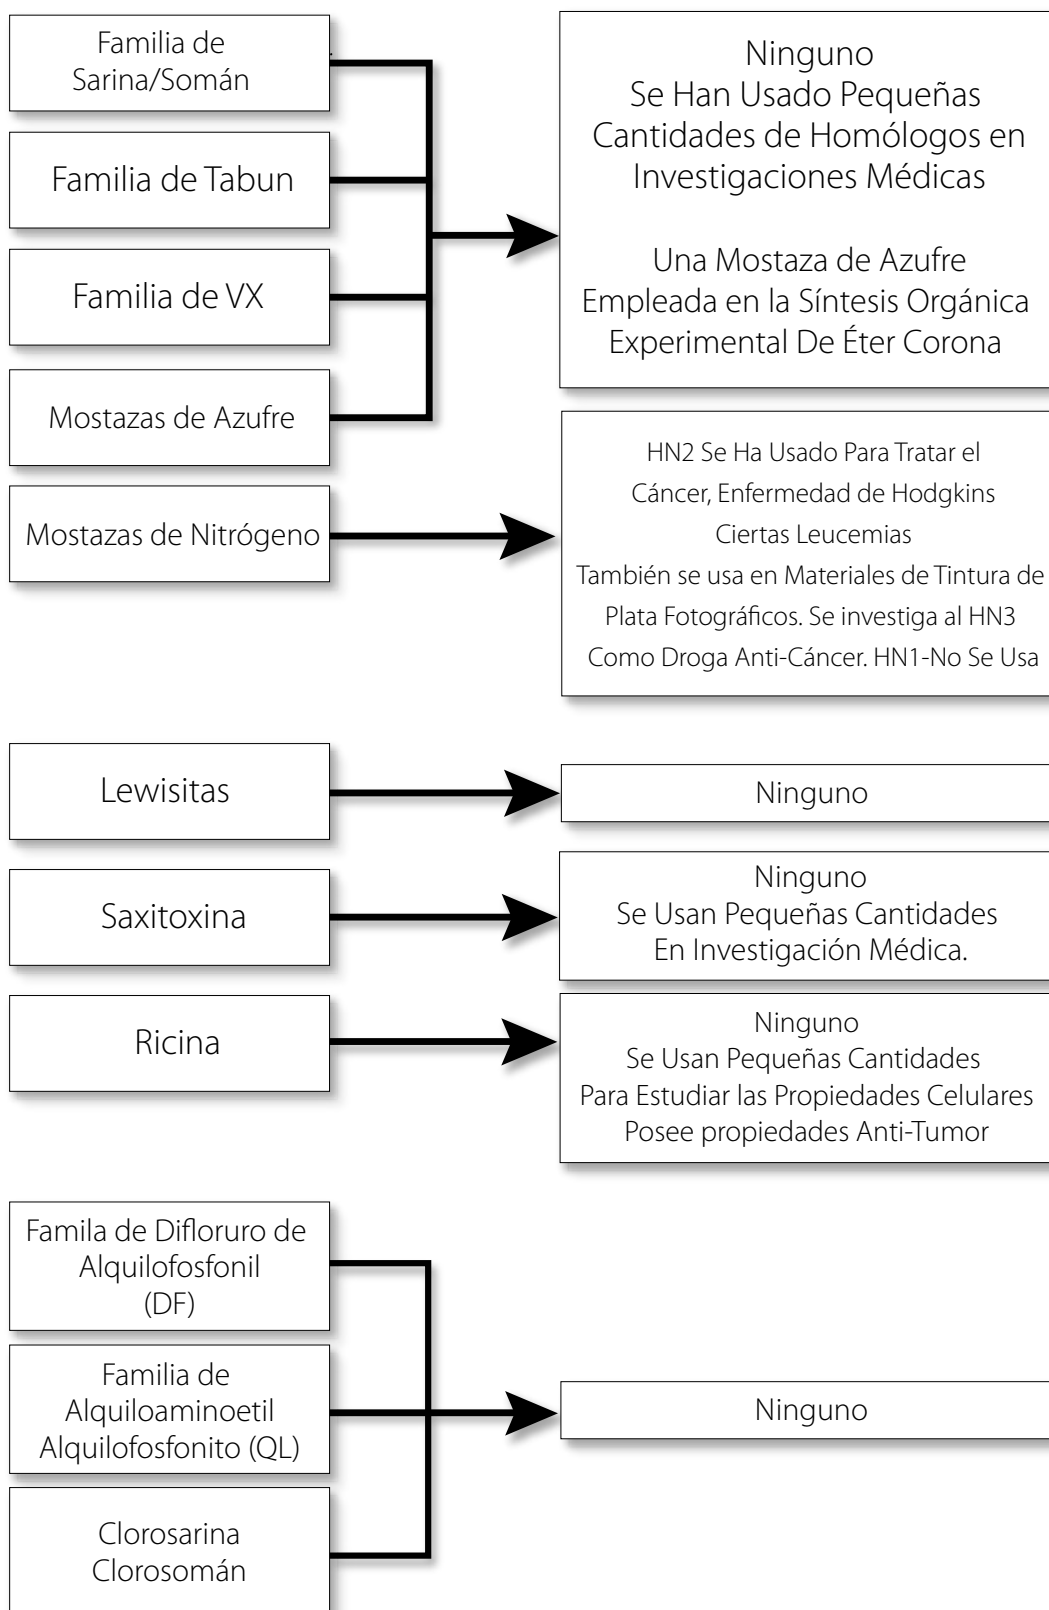 Familia de
Sarina/Somán
Familia de Tabun
Familia de VX
Mostazas de Azufre
Ninguno
Se Han Usado Pequeñas
Cantidades de Homólogos en
Investigaciones Médicas
Una Mostaza de Azufre
Empleada en la Síntesis Orgánica
Experimental De Éter Corona
Mostazas de Nitrógeno
HN2 Se Ha Usado Para Tratar el
Cáncer, Enfermedad de Hodgkins
Ciertas Leucemias
También se usa en Materiales de Tintura de
Plata Fotográficos. Se investiga al HN3
Como Droga Anti-Cáncer. HN1-No Se Usa
Lewisitas
Ninguno
Saxitoxina
Ninguno
Se Usan Pequeñas Cantidades
En Investigación Médica.
Ricina
Ninguno
Se Usan Pequeñas Cantidades
Para Estudiar las Propiedades Celulares
Posee propiedades Anti-Tumor
Famila de Difloruro de
Alquilofosfonil
(DF)
Familia de
Alquiloaminoetil
Alquilofosfonito (QL)
Clorosarina
Clorosomán
Ninguno